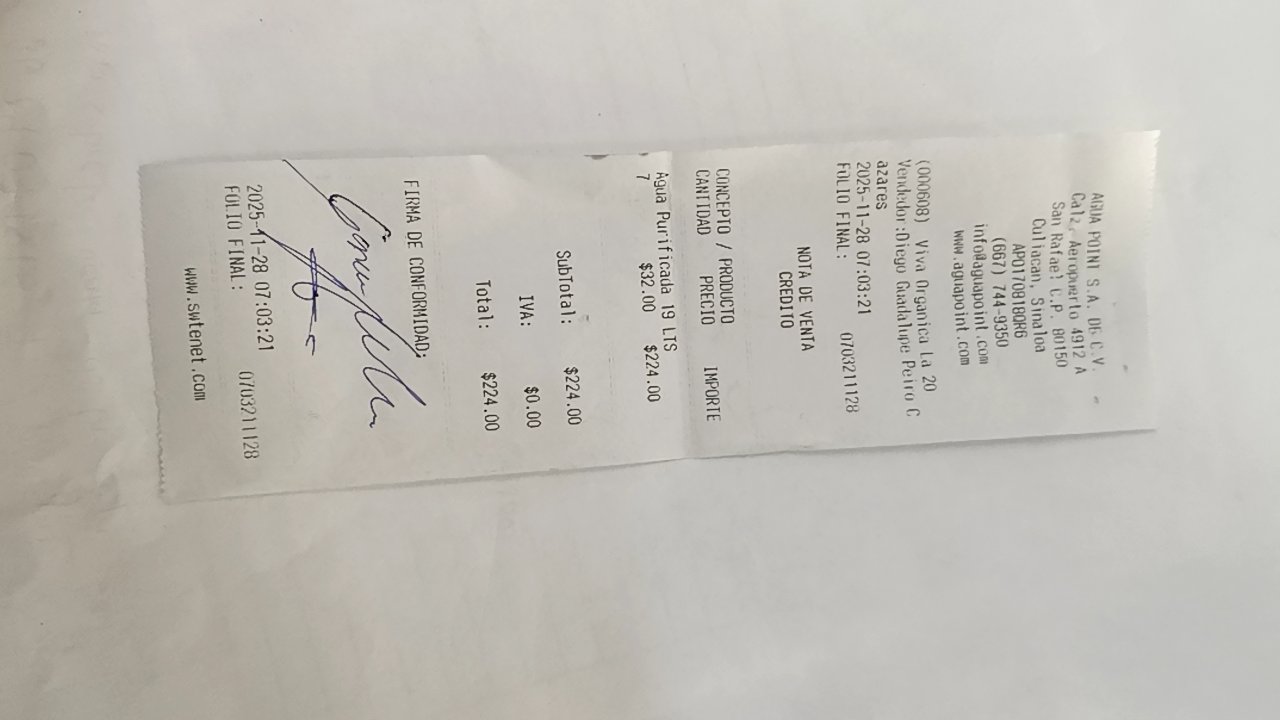 AGUA POINT S.A. DE C.V.
Calz. Aeropuerto 4912 A
San Rafael C.P. 80150
Culiacan, Sinaloa
APO170818QR6
(667) 744-9350
info@aguapoint.com
www.aguapoint.com
(000608) Viva Organica La 20
Vendedor:Diego Guadalupe Peiro C
azares
2025-11-28 07:03:21
FOLIO FINAL: 0703211128
NOTA DE VENTA
CREDITO
CONCEPTO / PRODUCTO
CANTIDAD PRECIO IMPORTE
Agua Purificada 19 LTS
7 $32.00 $224.00
SubTotal: $224.00
IVA: $0.00
Total: $224.00
FIRMA DE CONFORMIDAD:
2025-11-28 07:03:21
FOLIO FINAL: 0703211128
www.swtenet.com